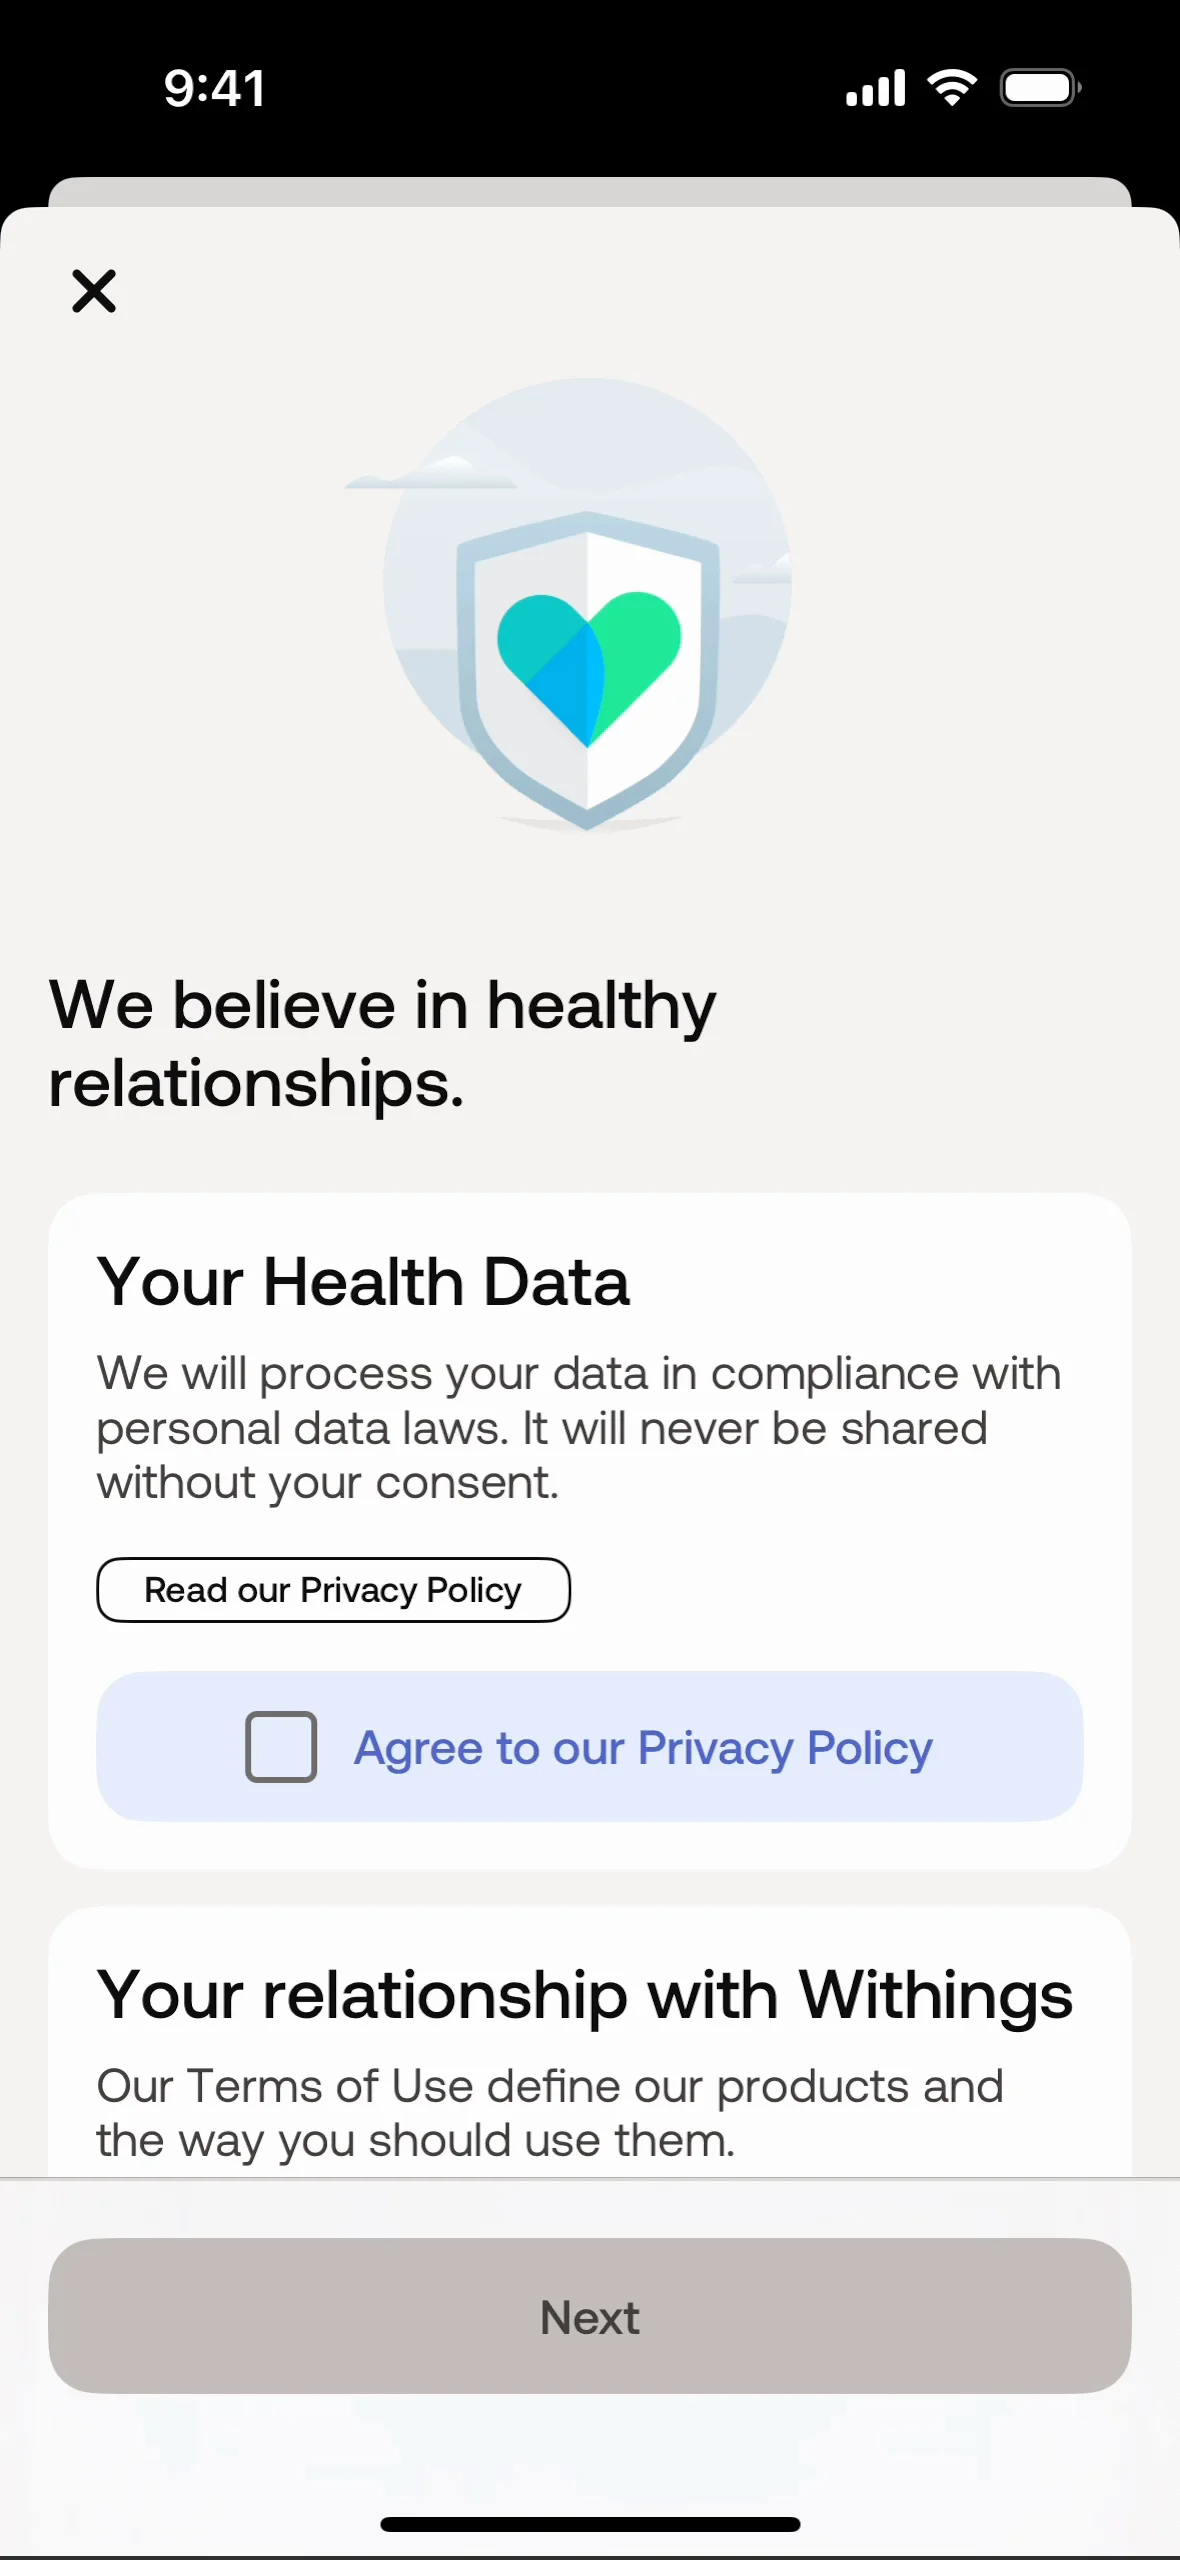 9:41
We believe in healthy
relationships.
Your Health Data
We will process your data in compliance with
personal data laws. It will never be shared
without your consent.
Read our Privacy Policy
Agree to our Privacy Policy
Your relationship with Withings
Our Terms of Use define our products and
the way you should use them.
Next